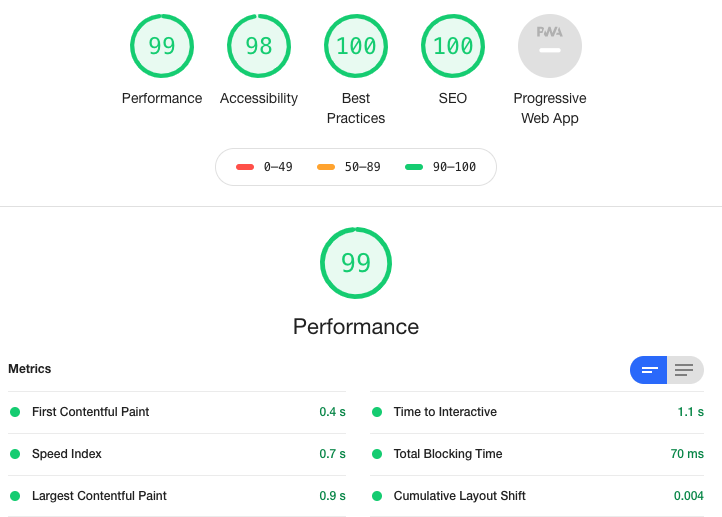 99 98 100 100 PWA
Performance Accessibility Best Practices SEO Progressive Web App
0–49 50–89 90–100
99
Performance
Metrics
First Contentful Paint 0.4 s
Time to Interactive 1.1 s
Speed Index 0.7 s
Total Blocking Time 70 ms
Largest Contentful Paint 0.9 s
Cumulative Layout Shift 0.004